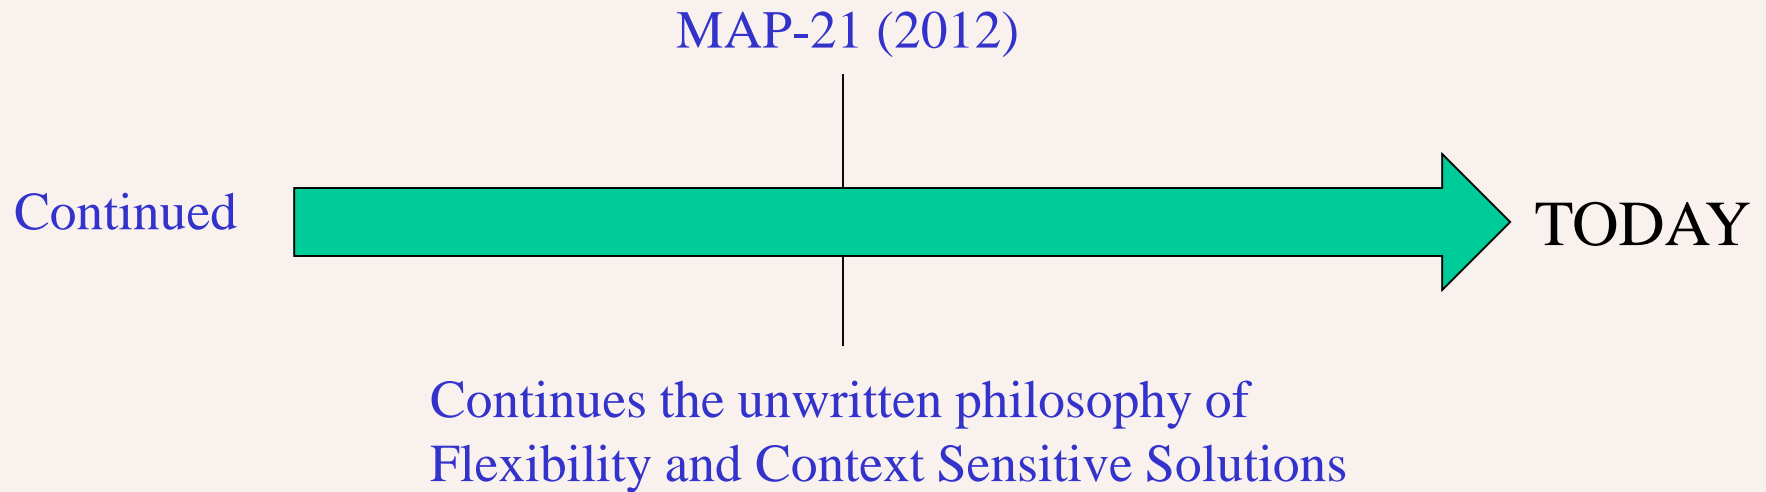 MAP-21 (2012)
Continued
TODAY
Continues the unwritten philosophy of
Flexibility and Context Sensitive Solutions